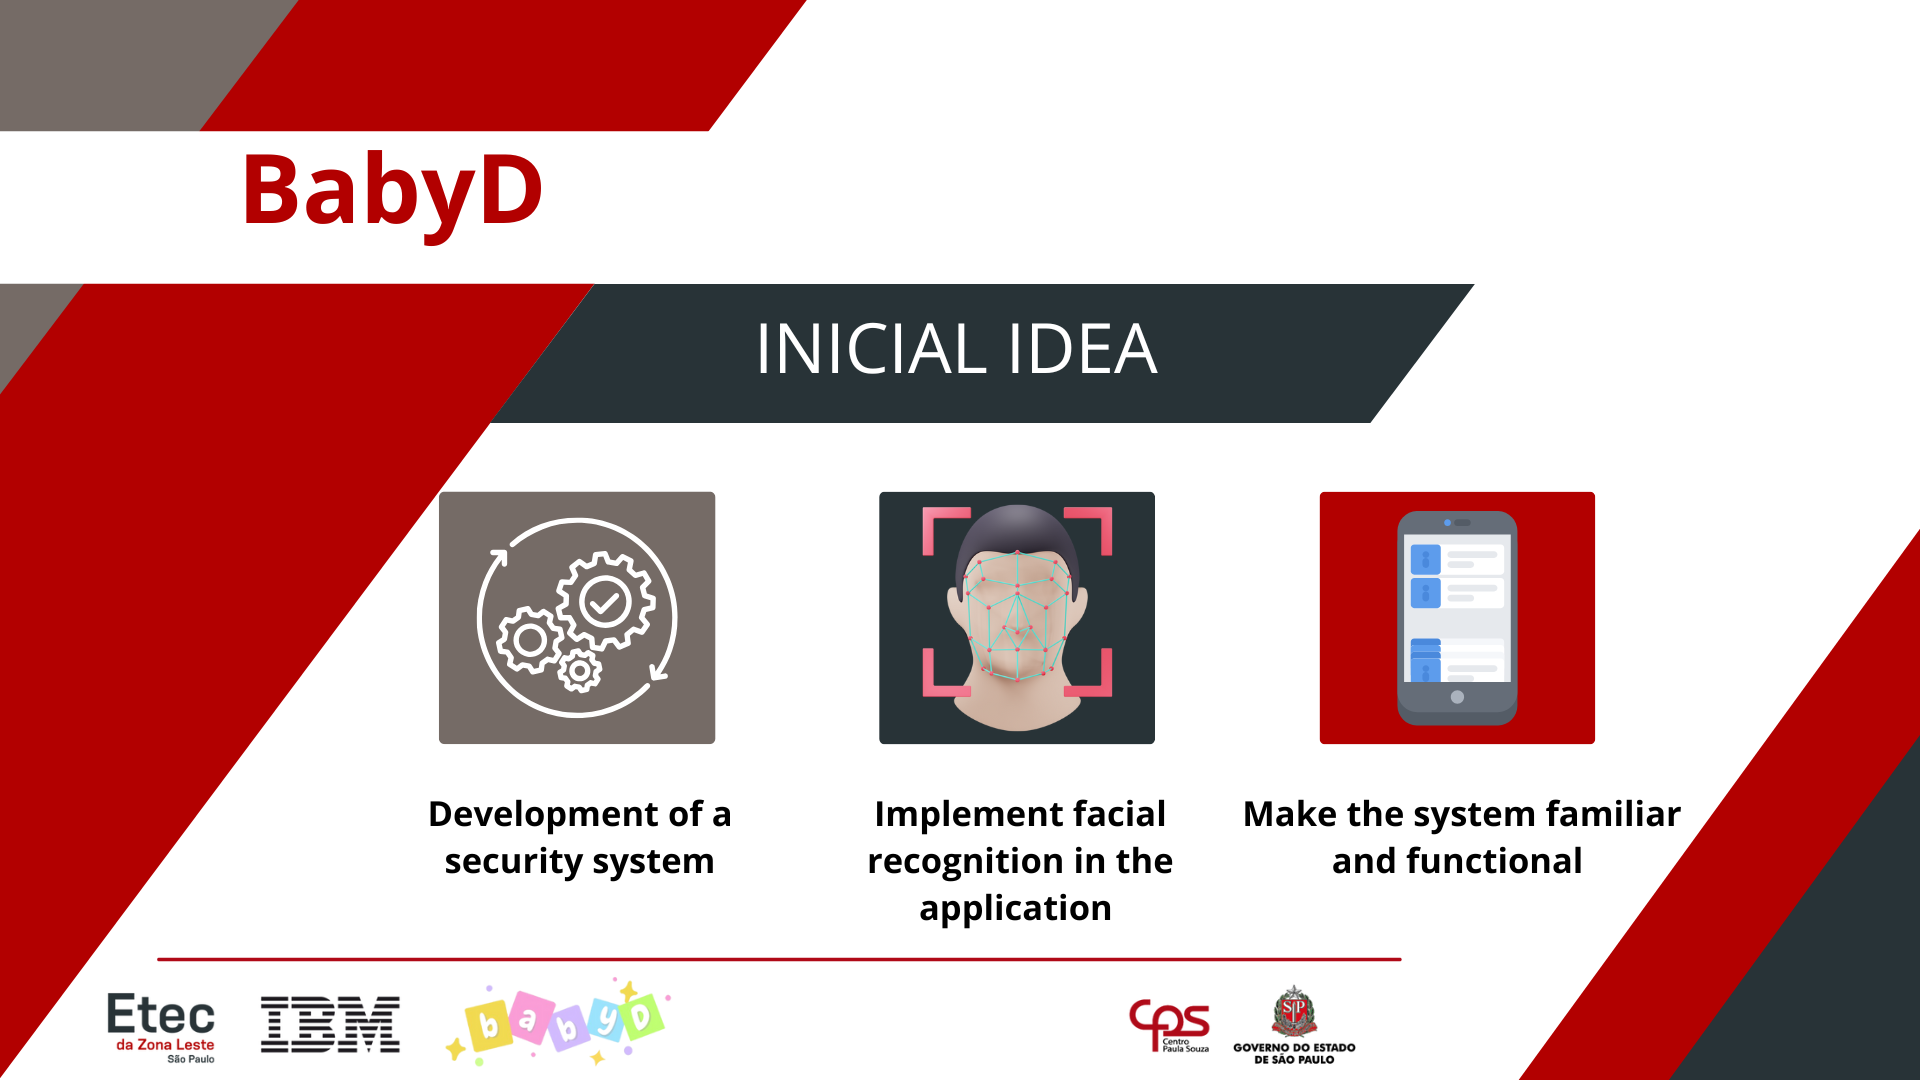 BabyD
INICIAL IDEA
Development of a
security system
Implement facial
recognition in the
application
Make the system familiar
and functional
Etec
da Zona Leste
São Paulo
IBM
babyD
cps
Centro
Paula Souza
SP
GOVERNO DO ESTADO
DE SÃO PAULO